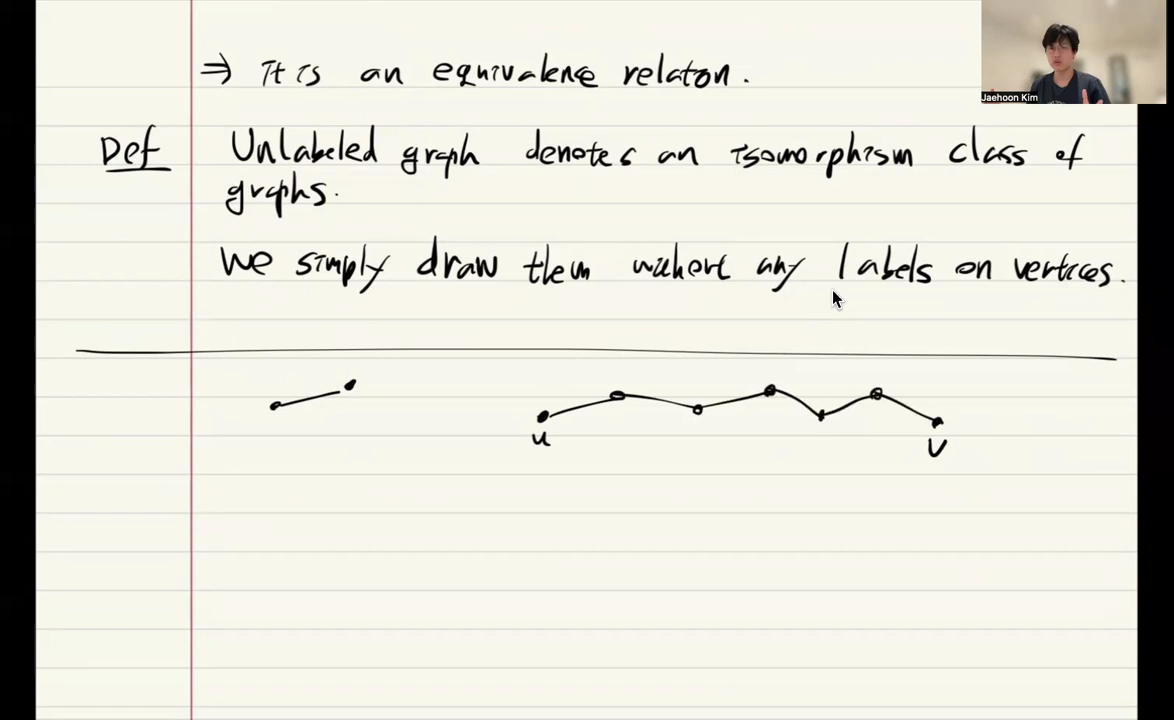 ⇒ It is an equivalence relaton.
Jaehoon Kim
Def Unlabeled graph denotes an isomorphism class of
graphs.
We simply draw them without any labels on vertices.
u
v